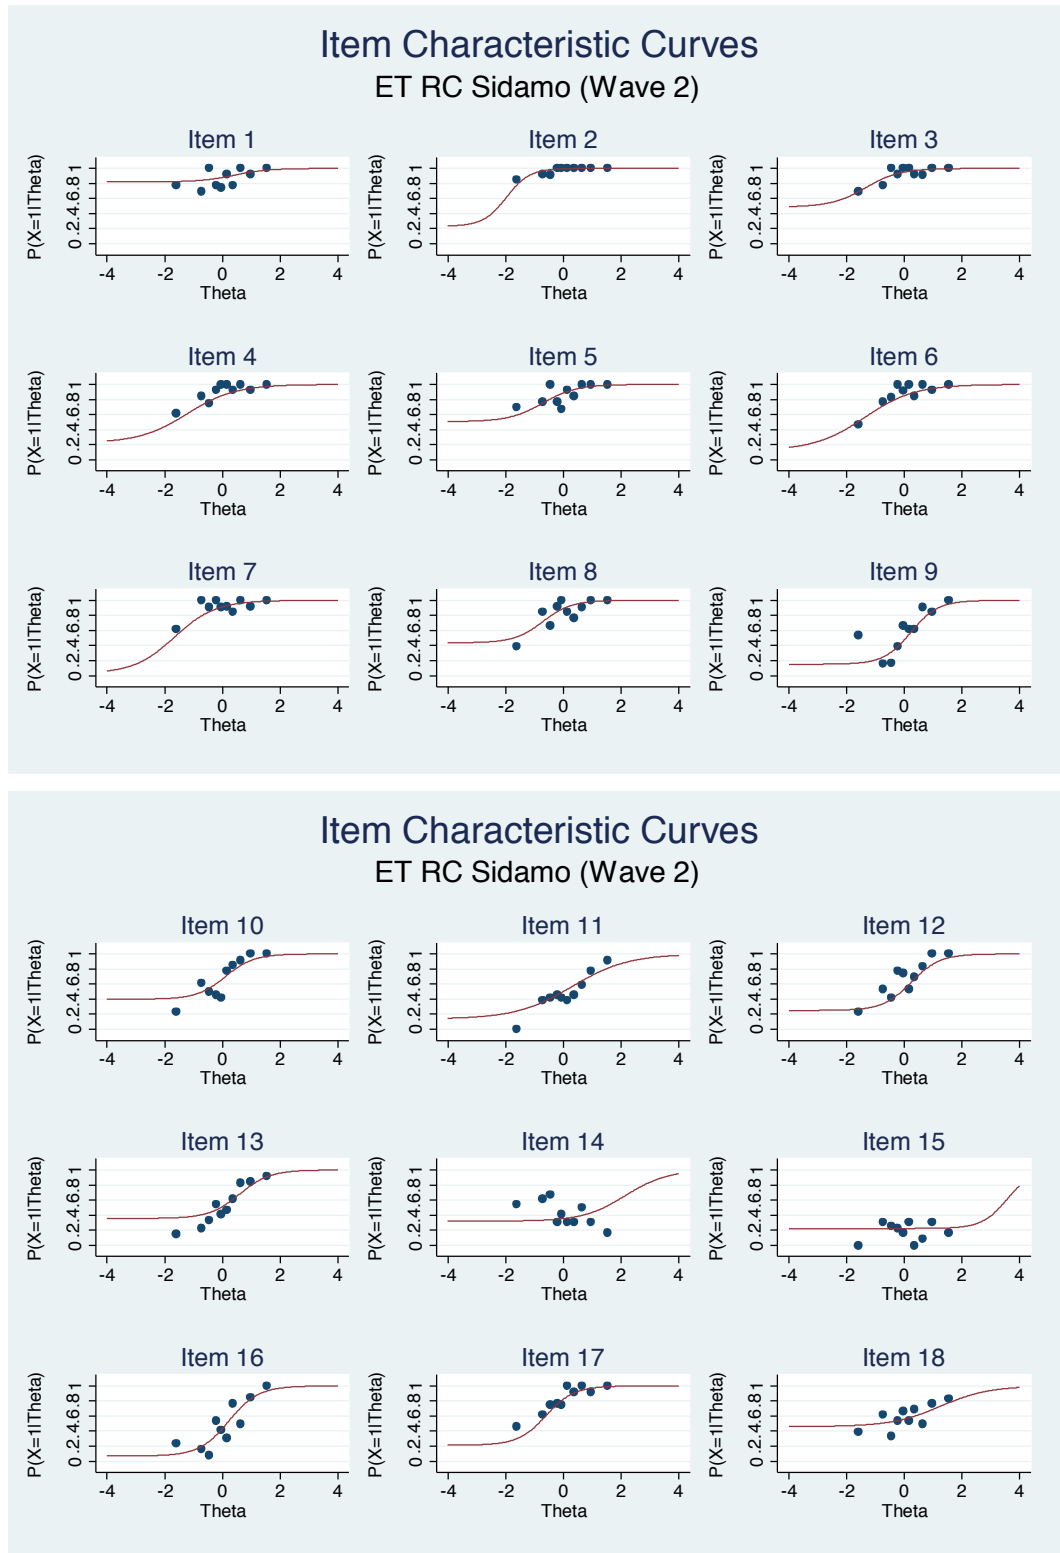 Item Characteristic Curves
ET RC Sidamo (Wave 2)
Item 1
P(X=1|Theta)
0 .2 .4 .6 .8 1
-4 -2 0 2 4
Theta
Item 2
P(X=1|Theta)
0 .2 .4 .6 .8 1
-4 -2 0 2 4
Theta
Item 3
P(X=1|Theta)
0 .2 .4 .6 .8 1
-4 -2 0 2 4
Theta
Item 4
P(X=1|Theta)
0 .2 .4 .6 .8 1
-4 -2 0 2 4
Theta
Item 5
P(X=1|Theta)
0 .2 .4 .6 .8 1
-4 -2 0 2 4
Theta
Item 6
P(X=1|Theta)
0 .2 .4 .6 .8 1
-4 -2 0 2 4
Theta
Item 7
P(X=1|Theta)
0 .2 .4 .6 .8 1
-4 -2 0 2 4
Theta
Item 8
P(X=1|Theta)
0 .2 .4 .6 .8 1
-4 -2 0 2 4
Theta
Item 9
P(X=1|Theta)
0 .2 .4 .6 .8 1
-4 -2 0 2 4
Theta
Item Characteristic Curves
ET RC Sidamo (Wave 2)
Item 10
P(X=1|Theta)
0 .2 .4 .6 .8 1
-4 -2 0 2 4
Theta
Item 11
P(X=1|Theta)
0 .2 .4 .6 .8 1
-4 -2 0 2 4
Theta
Item 12
P(X=1|Theta)
0 .2 .4 .6 .8 1
-4 -2 0 2 4
Theta
Item 13
P(X=1|Theta)
0 .2 .4 .6 .8 1
-4 -2 0 2 4
Theta
Item 14
P(X=1|Theta)
0 .2 .4 .6 .8 1
-4 -2 0 2 4
Theta
Item 15
P(X=1|Theta)
0 .2 .4 .6 .8 1
-4 -2 0 2 4
Theta
Item 16
P(X=1|Theta)
0 .2 .4 .6 .8 1
-4 -2 0 2 4
Theta
Item 17
P(X=1|Theta)
0 .2 .4 .6 .8 1
-4 -2 0 2 4
Theta
Item 18
P(X=1|Theta)
0 .2 .4 .6 .8 1
-4 -2 0 2 4
Theta